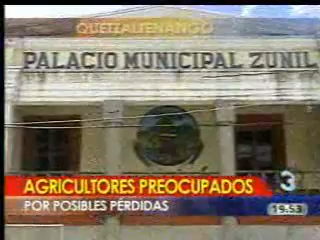 QUETZALTENANGO
PALACIO MUNICIPAL ZUNIL
AGRICULTORES PREOCUPADOS
3
POR POSIBLES PÉRDIDAS
19:53